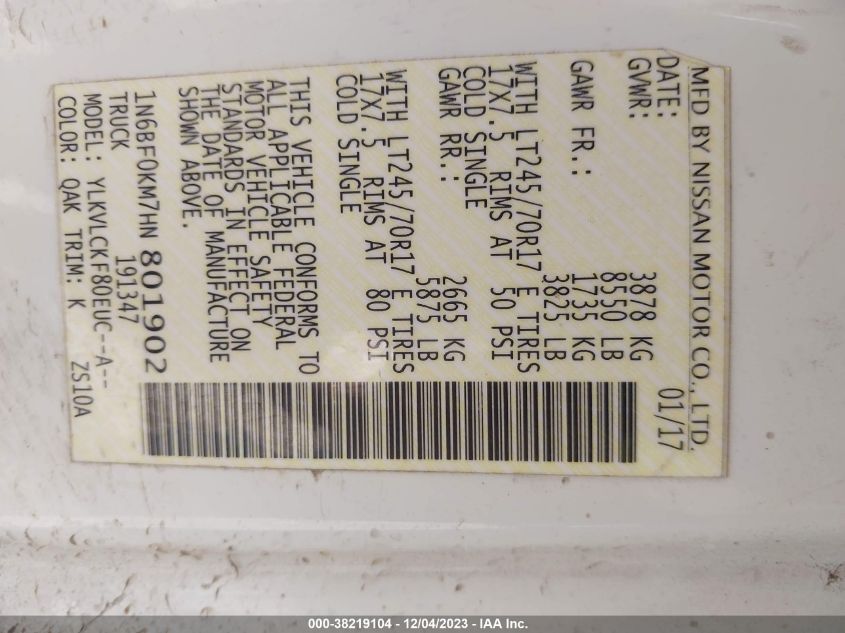 MFD BY NISSAN MOTOR CO., LTD.
DATE: 01/17
GVWR: 3878 KG
8550 LB
GAWR FR.: 1735 KG
3825 LB
WITH LT245/70R17 E TIRES
17X7.5 RIMS AT 50 PSI
COLD SINGLE
GAWR RR.: 2665 KG
5875 LB
WITH LT245/70R17 E TIRES
17X7.5 RIMS AT 80 PSI
COLD SINGLE
THIS VEHICLE CONFORMS TO
ALL APPLICABLE FEDERAL
MOTOR VEHICLE SAFETY
STANDARDS IN EFFECT ON
THE DATE OF MANUFACTURE
SHOWN ABOVE.
1N6BF0KM7HN801902
TRUCK 191347
MODEL: YLKVLCKF80EUC--A--
COLOR: QAK TRIM: K ZS10A
000-38219104 - 12/04/2023 - IAA Inc.